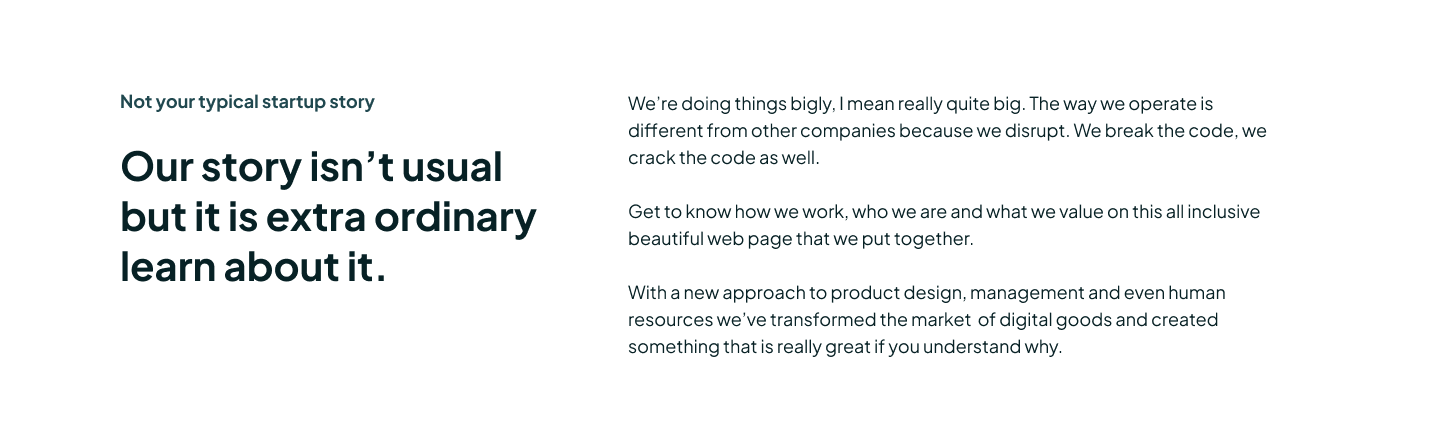 Not your typical startup story
Our story isn’t usual
but it is extra ordinary
learn about it.
We’re doing things bigly, I mean really quite big. The way we operate is
different from other companies because we disrupt. We break the code, we
crack the code as well.
Get to know how we work, who we are and what we value on this all inclusive
beautiful web page that we put together.
With a new approach to product design, management and even human
resources we’ve transformed the market  of digital goods and created
something that is really great if you understand why.